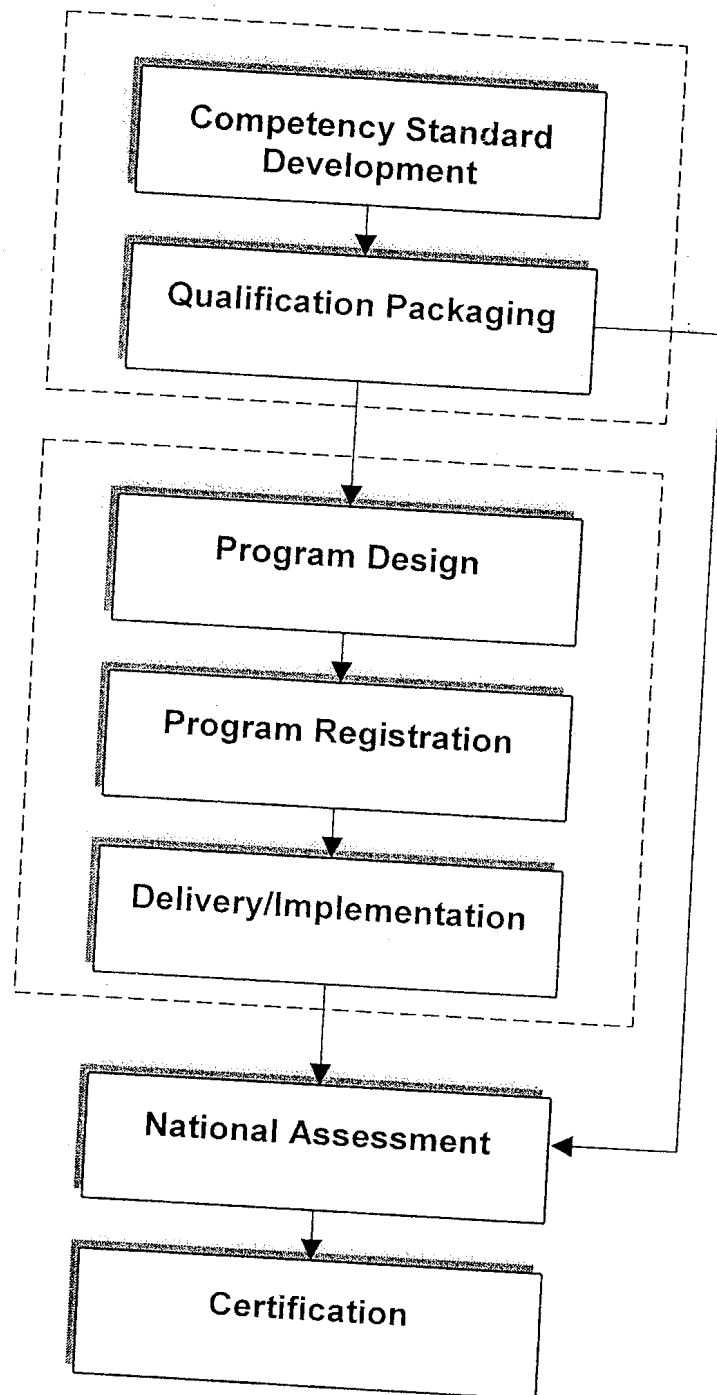 Competency Standard
Development
Qualification Packaging
Program Design
Program Registration
Delivery/Implementation
National Assessment
Certification